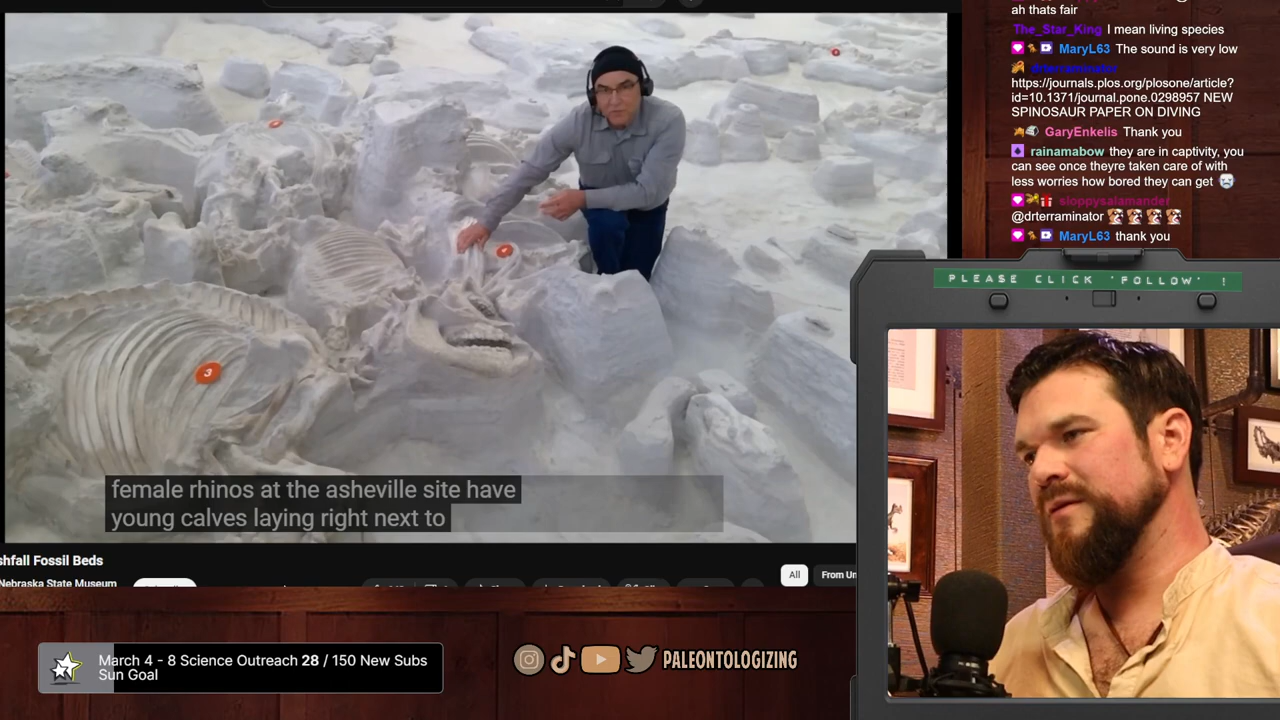 ah thats fair
The_Star_King I mean living species
MaryL63 The sound is very low
drterraminator
https://journals.plos.org/plosone/article?
id=10.1371/journal.pone.0298957 NEW
SPINOSAUR PAPER ON DIVING
GaryEnkelis Thank you
rainamabow they are in captivity, you
can see once theyre taken care of with
less worries how bored they can get
sloppysalamander
@drterraminator
MaryL63 thank you
PLEASE CLICK "FOLLOW" !
4
3
female rhinos at the asheville site have
young calves laying right next to
shfall Fossil Beds
Nebraska State Museum
All
From Un
March 4 - 8 Science Outreach 28 / 150 New Subs
Sun Goal
PALEONTOLOGIZING